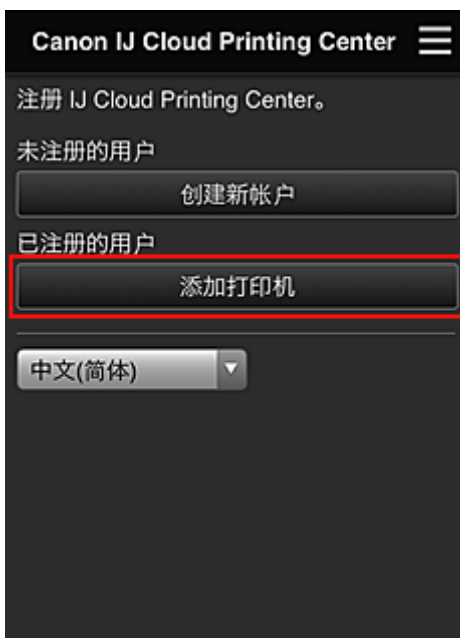 Canon IJ Cloud Printing Center
注册 IJ Cloud Printing Center。
未注册的用户
创建新帐户
已注册的用户
添加打印机
中文(简体)